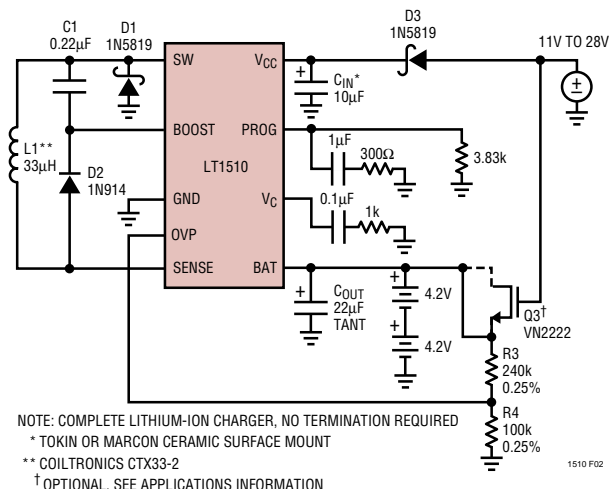 D3
1N5819
11V TO 28V
C1
0.22µF
D1
1N5819
SW
VCC
CIN*
10µF
BOOST
PROG
1µF
300Ω
3.83k
L1**
33µH
D2
1N914
LT1510
GND
VC
0.1µF
1k
OVP
SENSE
BAT
COUT
22µF
TANT
4.2V
4.2V
Q3†
VN2222
R3
240k
0.25%
R4
100k
0.25%
NOTE: COMPLETE LITHIUM-ION CHARGER, NO TERMINATION REQUIRED
* TOKIN OR MARCON CERAMIC SURFACE MOUNT
** COILTRONICS CTX33-2
† OPTIONAL, SEE APPLICATIONS INFORMATION
1510 F02